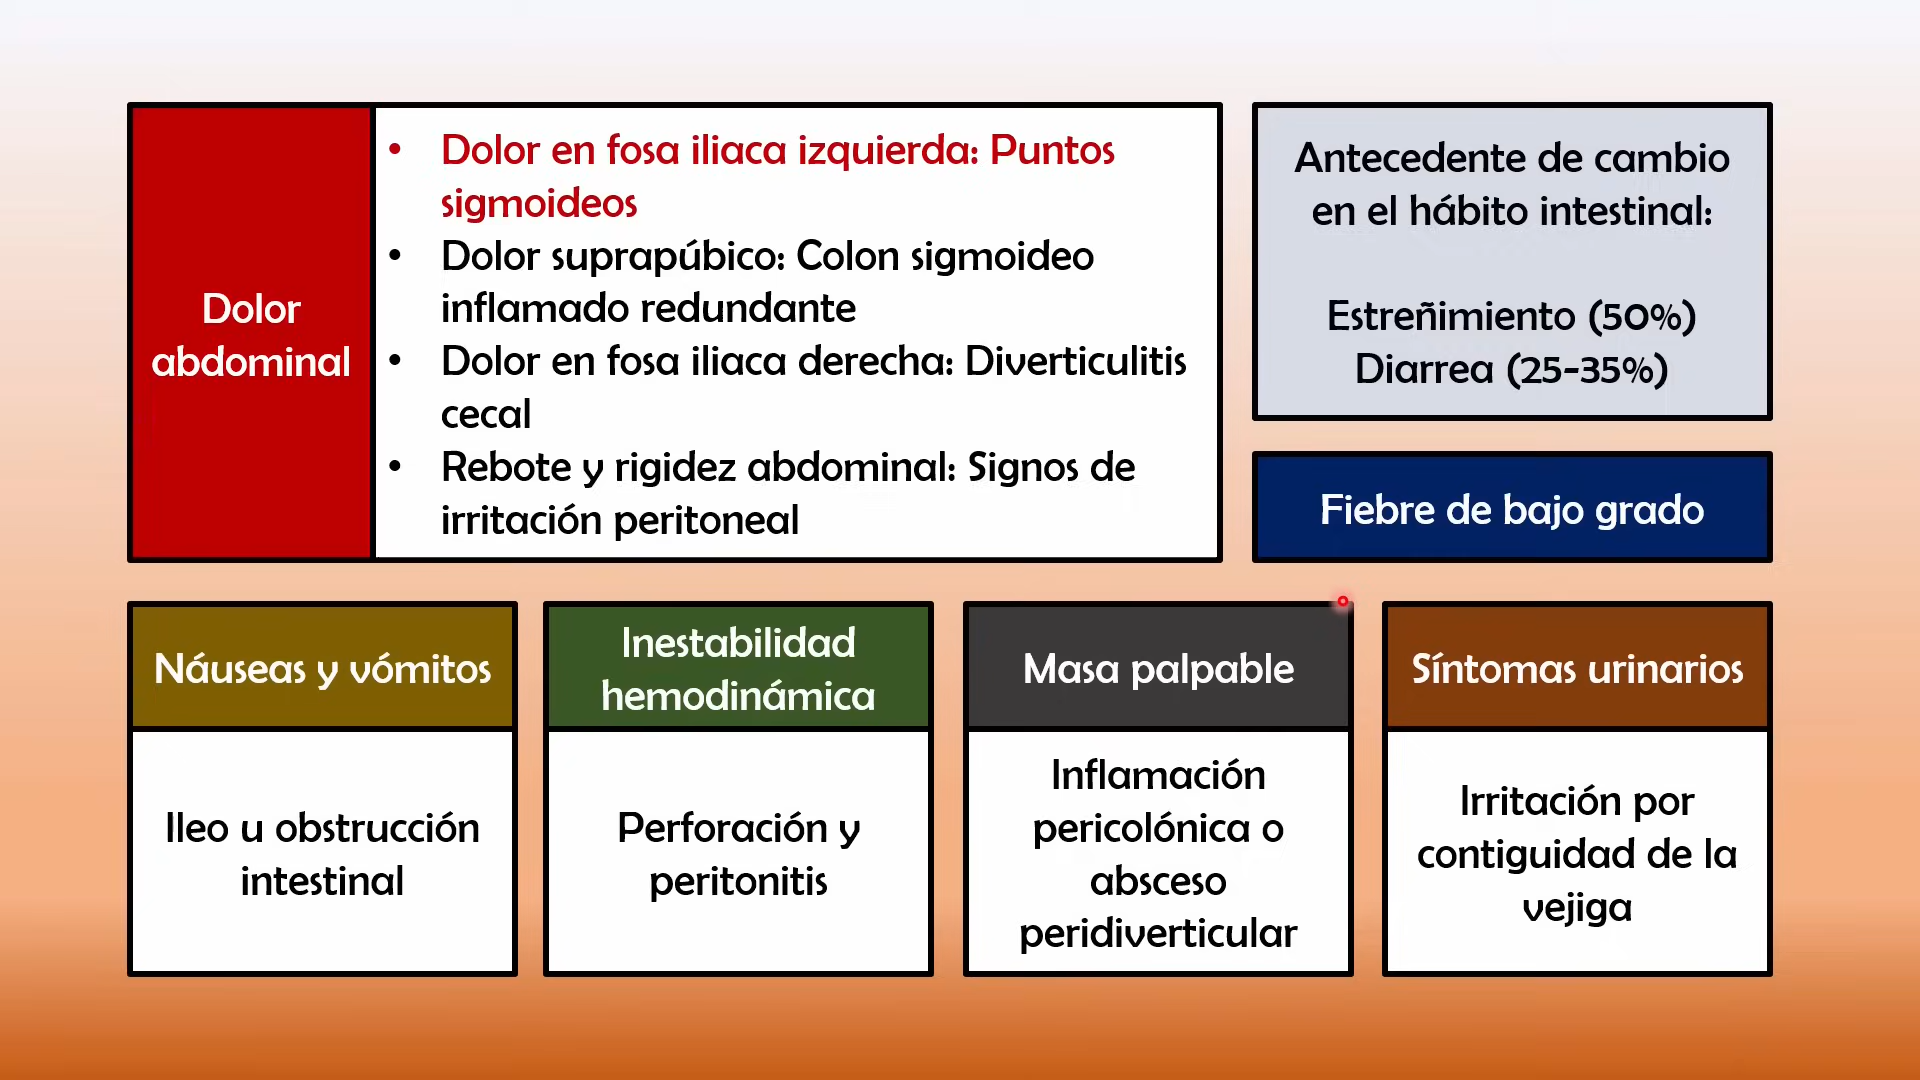 Dolor
abdominal
• Dolor en fosa iliaca izquierda: Puntos
sigmoideos
• Dolor suprapúbico: Colon sigmoideo
inflamado redundante
• Dolor en fosa iliaca derecha: Diverticulitis
cecal
• Rebote y rigidez abdominal: Signos de
irritación peritoneal
Antecedente de cambio
en el hábito intestinal:
Estreñimiento (50%)
Diarrea (25-35%)
Fiebre de bajo grado
Náuseas y vómitos
Ileo u obstrucción
intestinal
Inestabilidad
hemodinámica
Perforación y
peritonitis
Masa palpable
Inflamación
pericolónica o
absceso
peridiverticular
Síntomas urinarios
Irritación por
contiguidad de la
vejiga